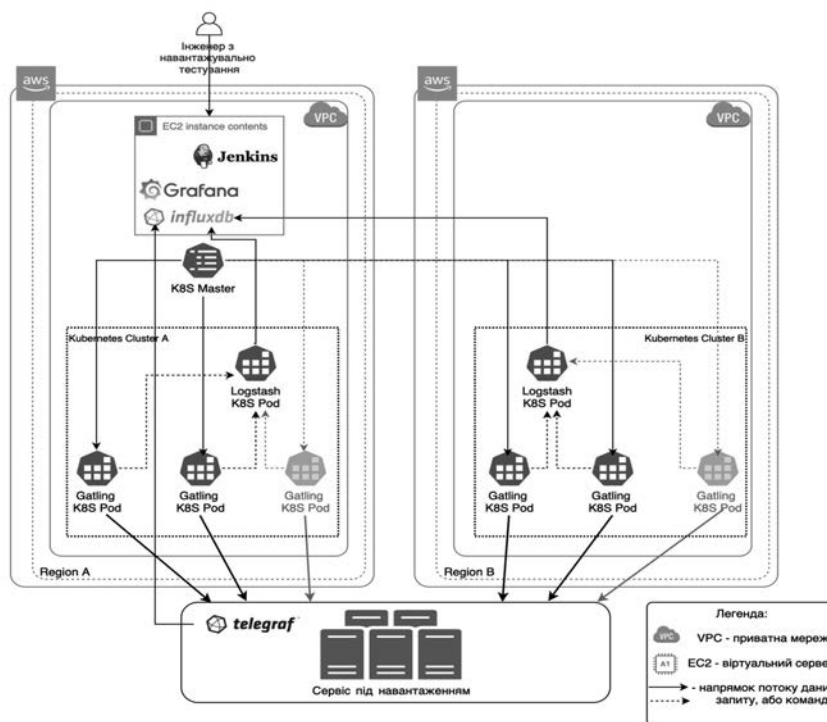 Інженер з
навантажувально
тестування
aws
aws
VPC
VPC
EC2 instance contents
Jenkins
Grafana
influxdb
K8S Master
Kubernetes Cluster A
Kubernetes Cluster B
Logstash
K8S Pod
Logstash
K8S Pod
Gatling
K8S Pod
Gatling
K8S Pod
Gatling
K8S Pod
Gatling
K8S Pod
Gatling
K8S Pod
Gatling
K8S Pod
Region A
Region B
telegraf
Сервіс під навантаженням
Легенда:
VPC - приватна мереж
A1
EC2 - віртуальний серве
- напрямок потоку дани
запиту, або команд